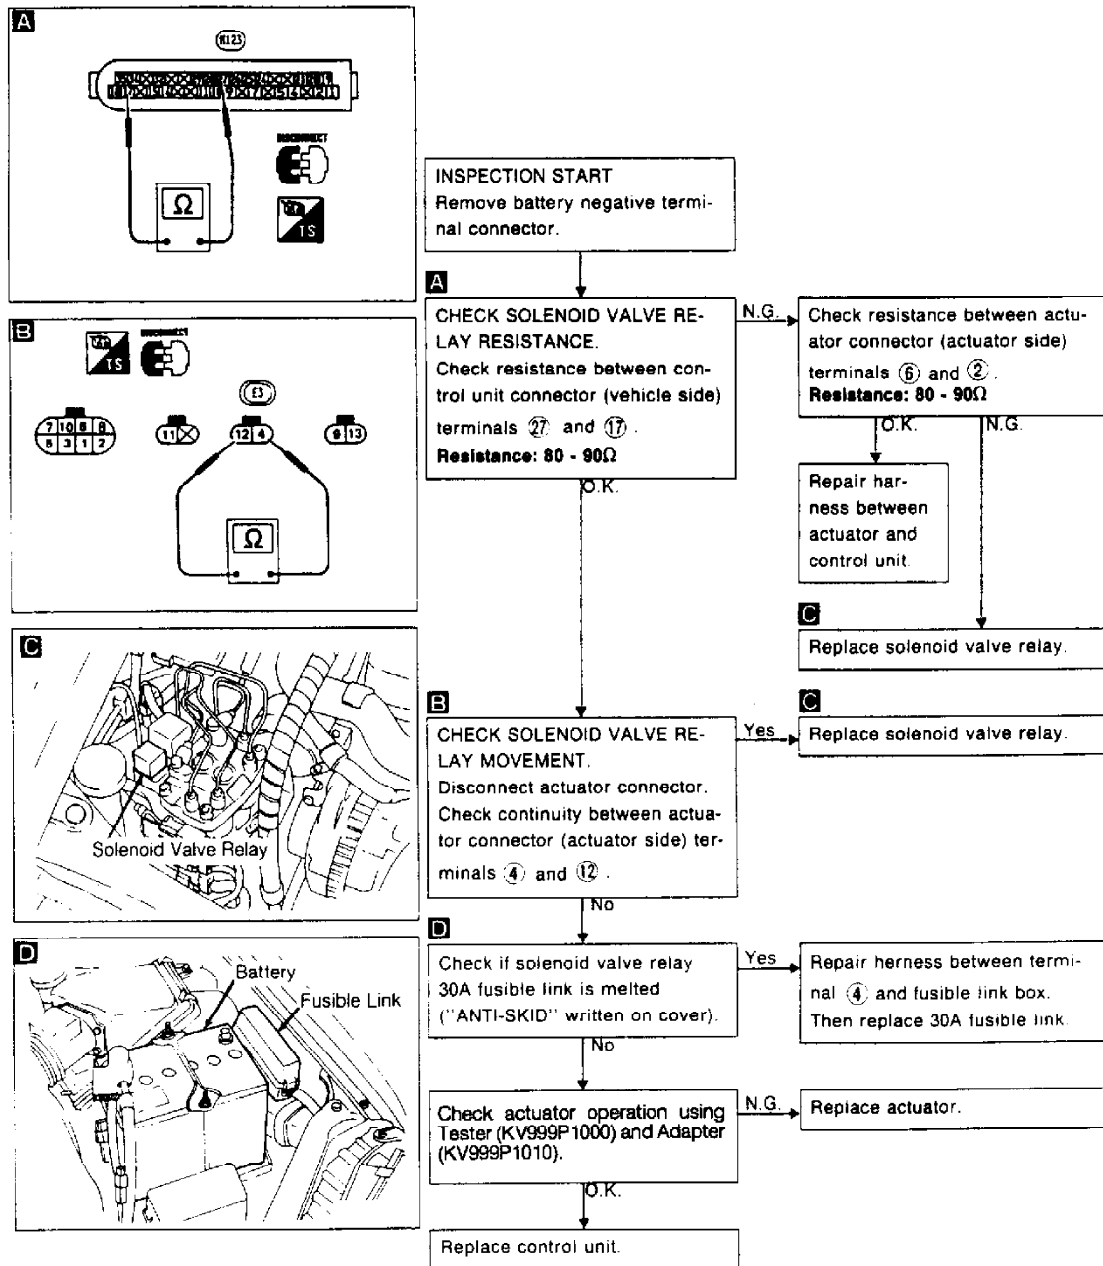 A
M123
DISCONNECT
Ω
T.S
B
T.S
DISCONNECT
E3
7 10 8 6
5 3 1 2
11
12 4
9 13
Ω
C
Solenoid Valve Relay
D
Battery
Fusible Link
INSPECTION START
Remove battery negative termi-
nal connector.
A
CHECK SOLENOID VALVE RE-
LAY RESISTANCE.
Check resistance between con-
trol unit connector (vehicle side)
terminals 27 and 17 .
Resistance: 80 - 90Ω
N.G.
Check resistance between actu-
ator connector (actuator side)
terminals 6 and 2 .
Resistance: 80 - 90Ω
O.K.
N.G.
O.K.
Repair har-
ness between
actuator and
control unit.
C
Replace solenoid valve relay.
B
CHECK SOLENOID VALVE RE-
LAY MOVEMENT.
Disconnect actuator connector.
Check continuity between actua-
tor connector (actuator side) ter-
minals 4 and 12 .
Yes
C
Replace solenoid valve relay.
No
D
Check if solenoid valve relay
30A fusible link is melted
("ANTI-SKID" written on cover).
Yes
Repair herness between termi-
nal 4 and fusible link box.
Then replace 30A fusible link.
No
Check actuator operation using
Tester (KV999P1000) and Adapter
(KV999P1010).
N.G.
Replace actuator.
O.K.
Replace control unit.